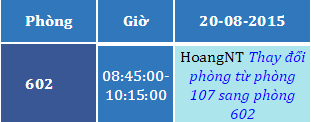 Phòng Giờ 20-08-2015
602
08:45:00-
10:15:00
HoangNT Thay đổi
phòng từ phòng
107 sang phòng
602